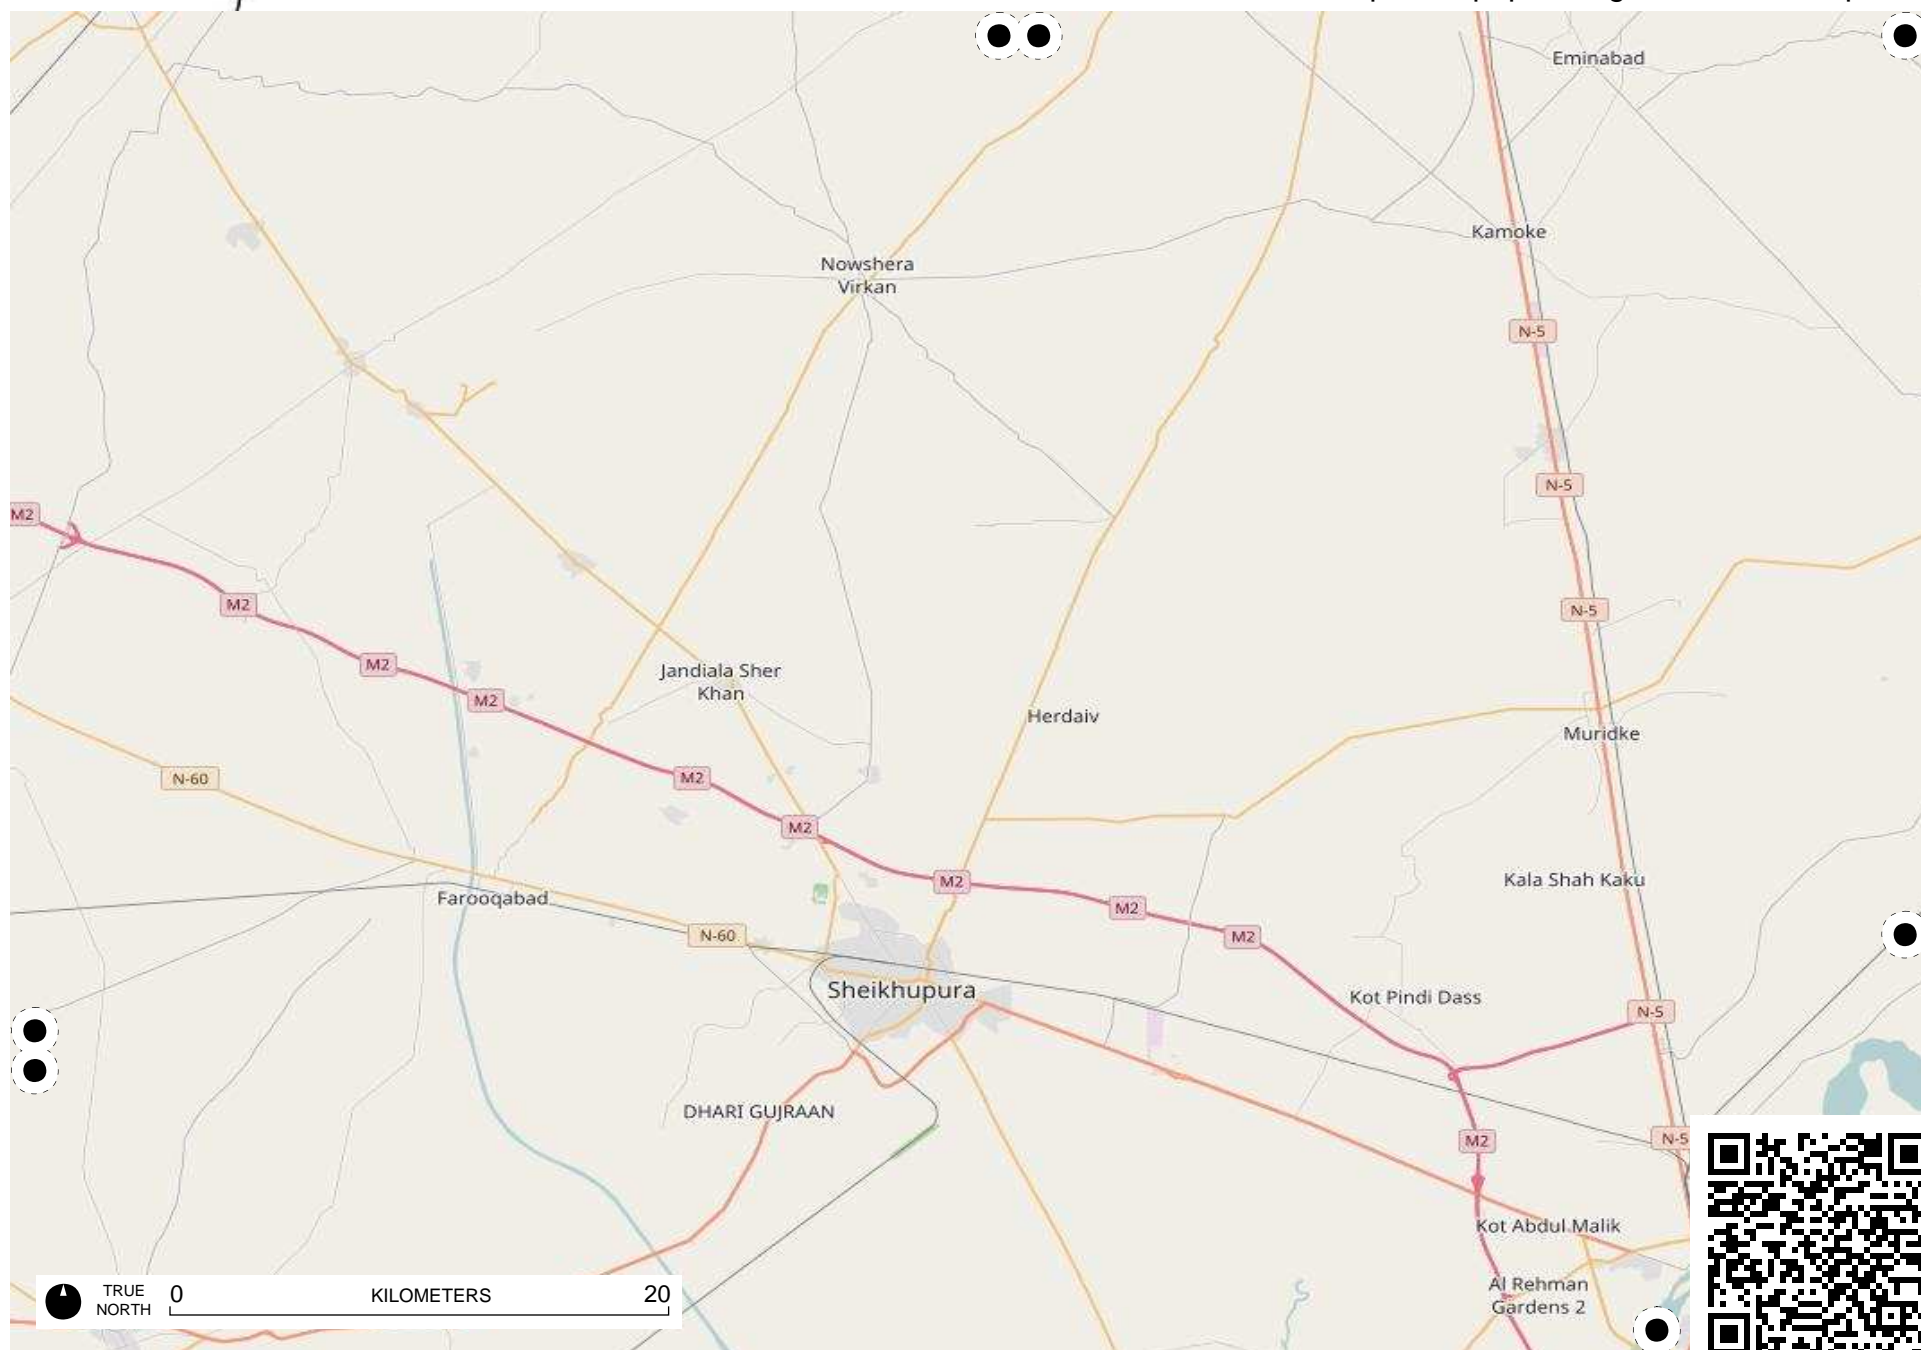 Eminabad
Kamoke
Nowshera
Virkan
N-5
N-5
M2
M2
N-5
M2
Jandiala Sher
Khan
M2
Herdaiv
Muridke
N-60
M2
M2
M2
Kala Shah Kaku
Farooqabad
M2
N-60
M2
Sheikhupura
Kot Pindi Dass
N-5
DHARI GUJRAAN
M2
N-5
Kot Abdul Malik
Al Rehman
Gardens 2
TRUE
NORTH
0 KILOMETERS 20